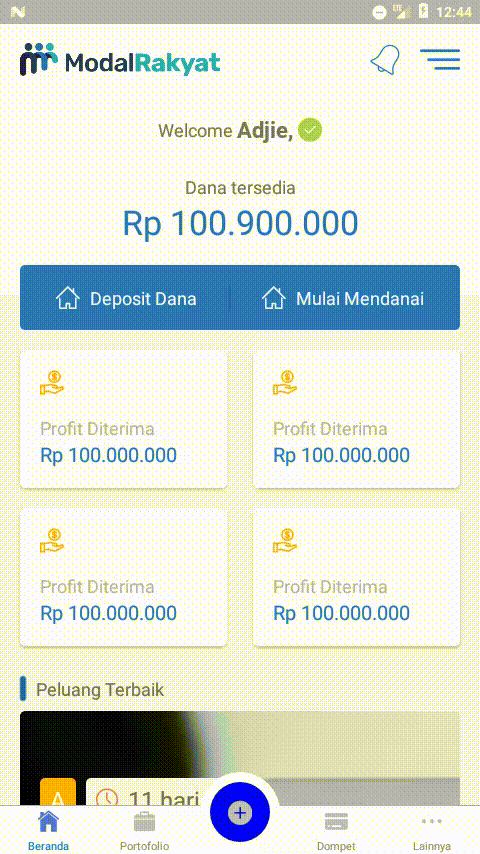 N LTE 12:44
ModalRakyat
Welcome Adjie,
Dana tersedia
Rp 100.900.000
Deposit Dana Mulai Mendanai
Profit Diterima Profit Diterima
Rp 100.000.000 Rp 100.000.000
Profit Diterima Profit Diterima
Rp 100.000.000 Rp 100.000.000
Peluang Terbaik
A 11 hari
Beranda Portofolio Dompet Lainnya